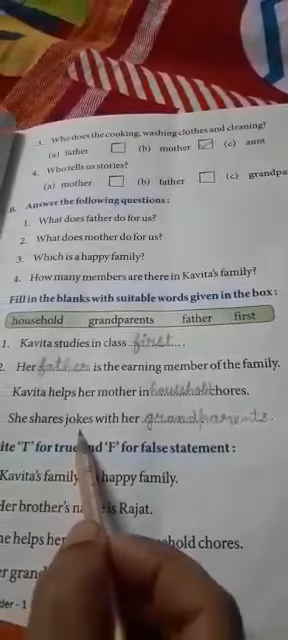 3. Who does the cooking, washing clothes and cleaning?
(a) father (b) mother (c) aunt
4. Who tells us stories?
(a) mother (b) father (c) grandpa
B. Answer the following questions :
1. What does father do for us?
2. What does mother do for us?
3. Which is a happy family?
4. How many members are there in Kavita's family?
Fill in the blanks with suitable words given in the box :
household grandparents father first
1. Kavita studies in class first.
2. Her father is the earning member of the family.
Kavita helps her mother in household chores.
She shares jokes with her grandparents.
ite 'T' for true and 'F' for false statement :
Kavita's family happy family.
Her brother's is Rajat.
he helps her hold chores.
er gran
der - 1